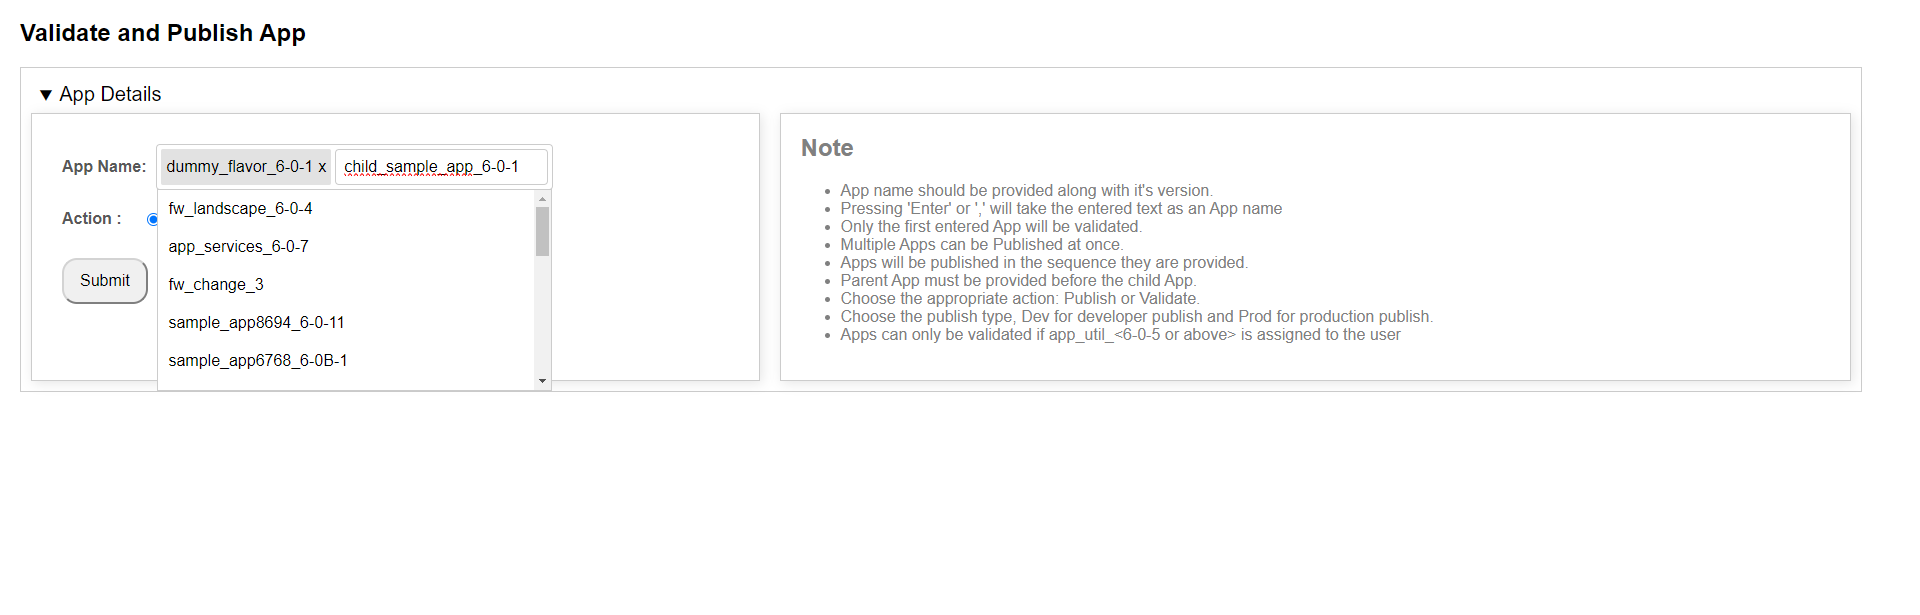 Validate and Publish App
▼ App Details
App Name: dummy_flavor_6-0-1 x child_sample_app_6-0-1
fw_landscape_6-0-4
Action :
app_services_6-0-7
fw_change_3
Submit
sample_app8694_6-0-11
sample_app6768_6-0B-1
Note
App name should be provided along with it's version.
Pressing 'Enter' or ',' will take the entered text as an App name
Only the first entered App will be validated.
Multiple Apps can be Published at once.
Apps will be published in the sequence they are provided.
Parent App must be provided before the child App.
Choose the appropriate action: Publish or Validate.
Choose the publish type, Dev for developer publish and Prod for production publish.
Apps can only be validated if app_util_<6-0-5 or above> is assigned to the user